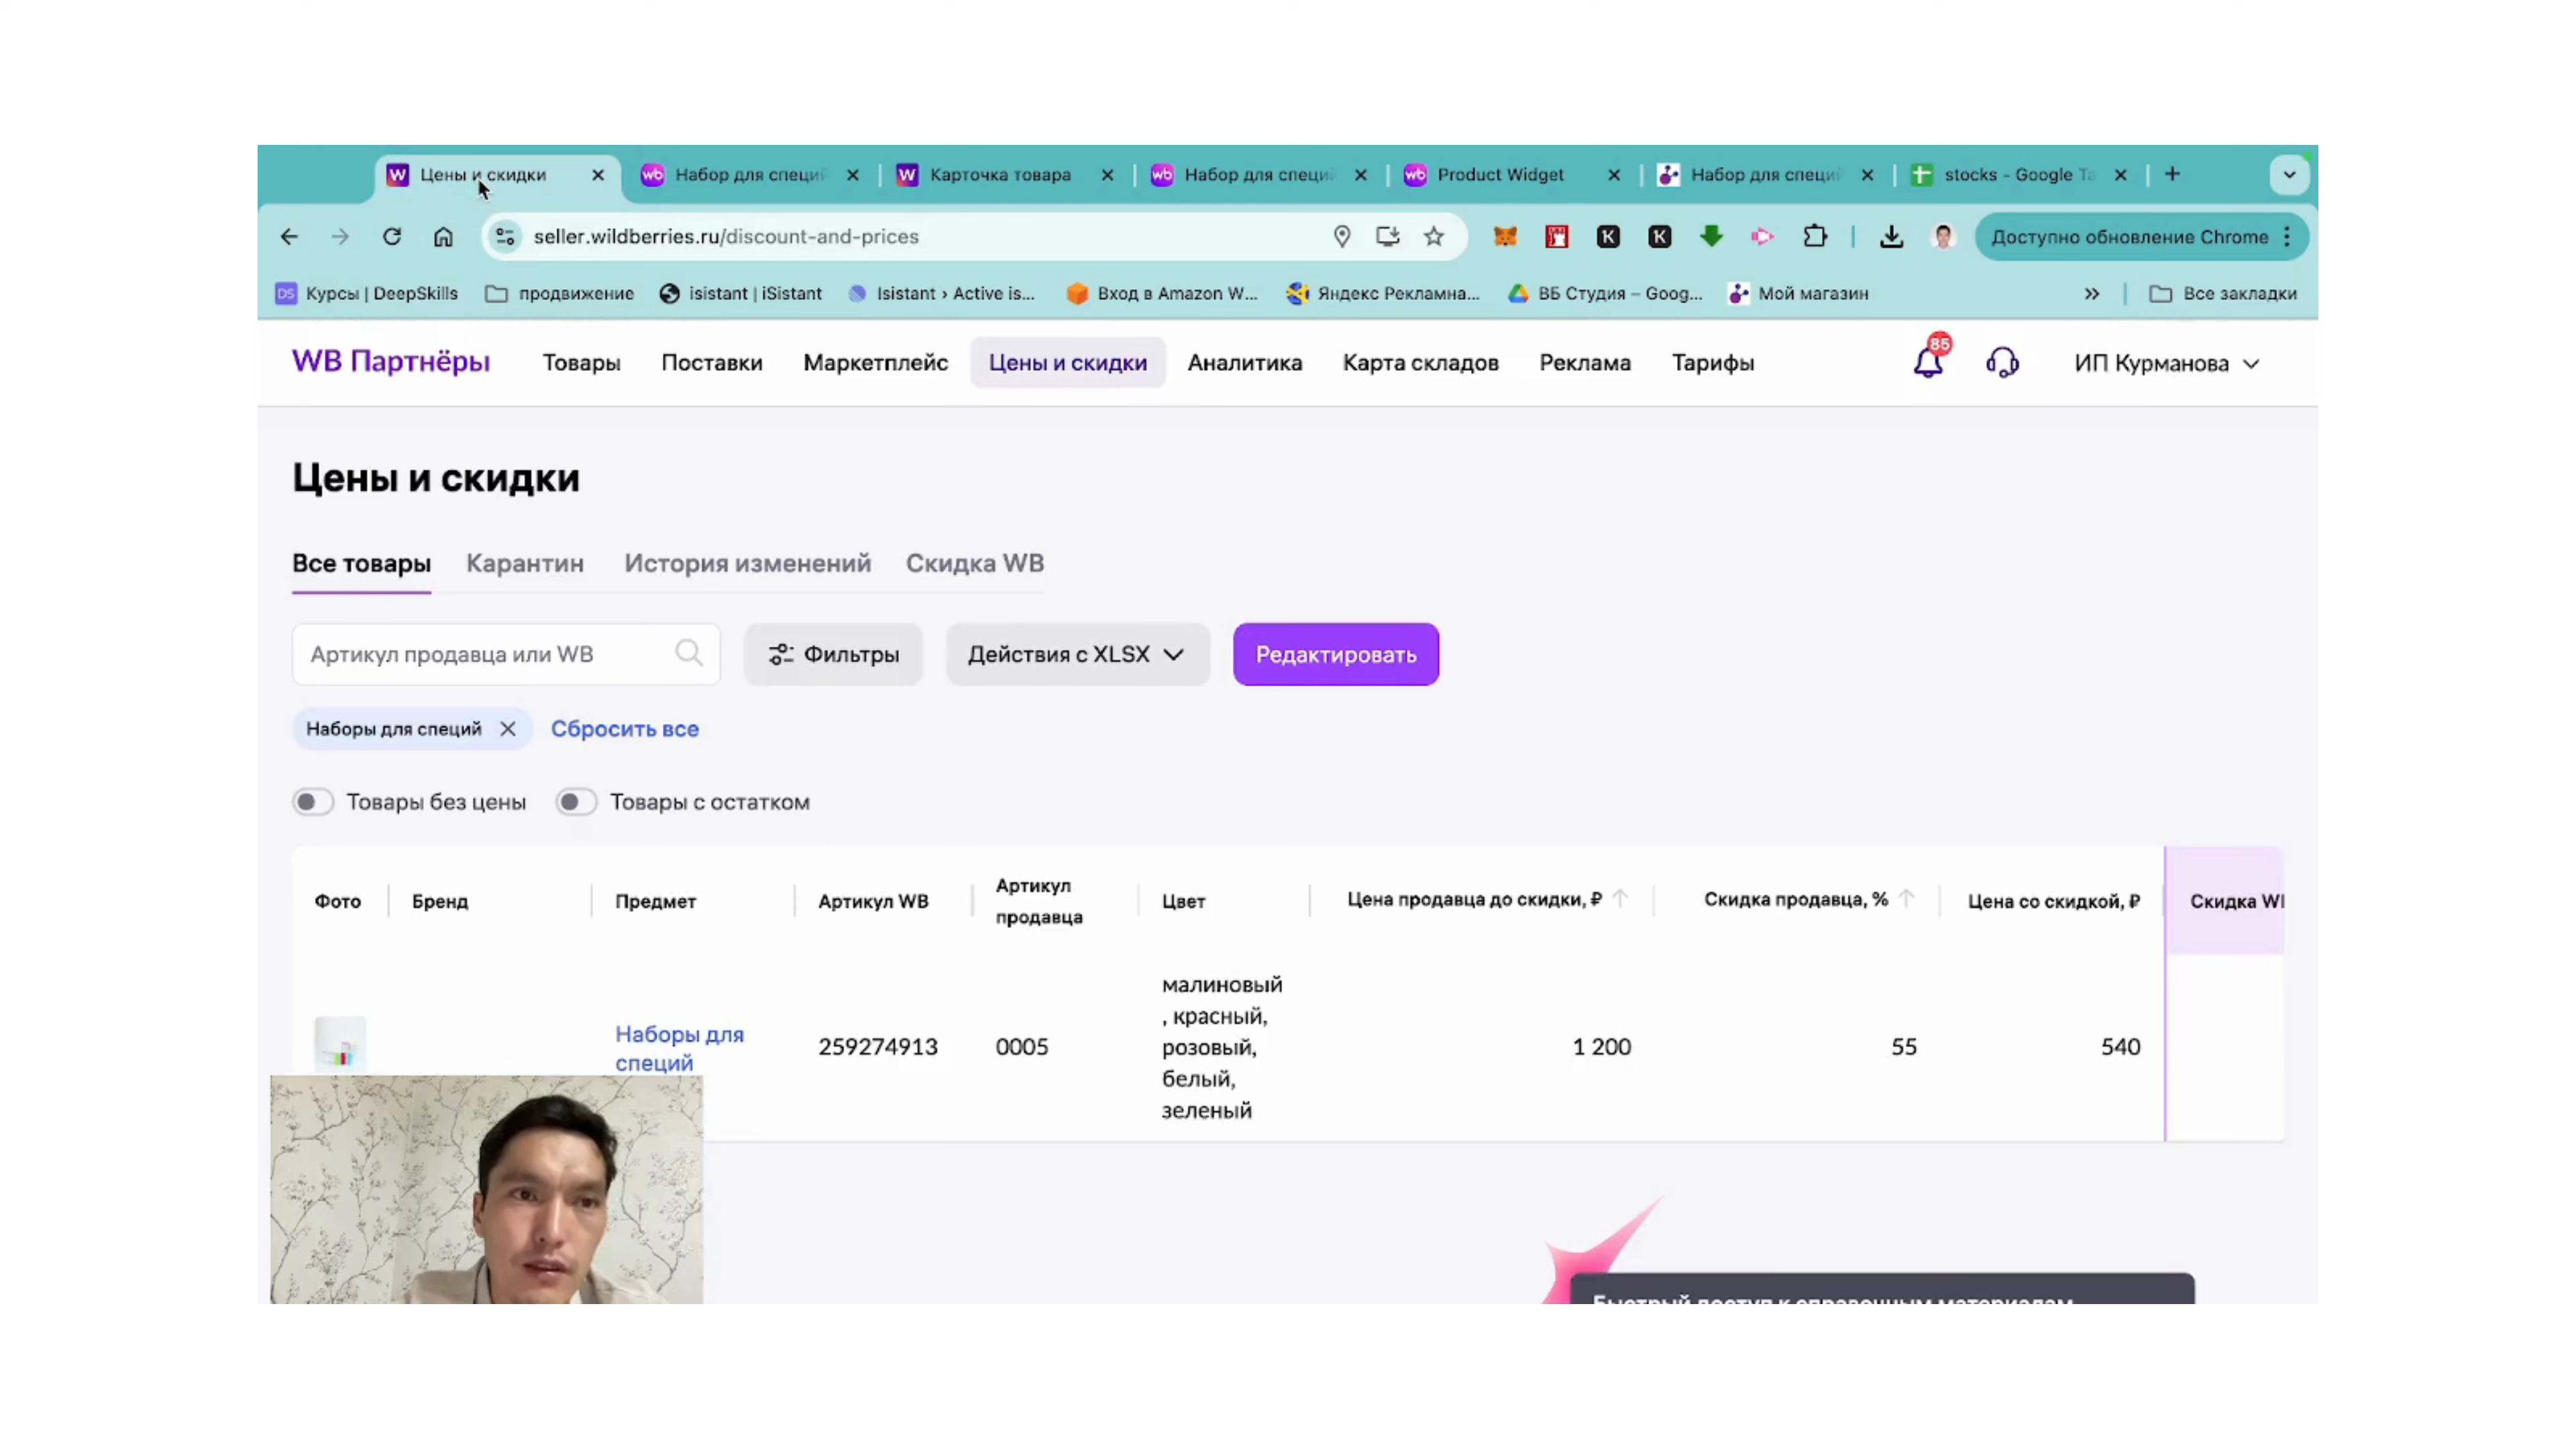 Цены и скидки
Набор для специй
Карточка товара
Набор для специ
Product Widget
Набор для специ
stocks - Google Та
seller.wildberries.ru/discount-and-prices
Доступно обновление Chrome
Курсы | DeepSkills
продвижение
isistant | iSistant
Isistant › Active is...
Вход в Amazon W...
Яндекс Рекламна...
ВБ Студия – Goog...
Мой магазин
Все закладки
WB Партнёры
Товары
Поставки
Маркетплейс
Цены и скидки
Аналитика
Карта складов
Реклама
Тарифы
85
ИП Курманова
Цены и скидки
Все товары
Карантин
История изменений
Скидка WB
Артикул продавца или WB
Фильтры
Действия с XLSX
Редактировать
Наборы для специй
Сбросить все
Товары без цены
Товары с остатком
Фото
Бренд
Предмет
Артикул WB
Артикул
продавца
Цвет
Цена продавца до скидки, ₽
Скидка продавца, %
Цена со скидкой, ₽
Скидка WB
Наборы для
специй
259274913
0005
малиновый
, красный,
розовый,
белый,
зеленый
1 200
55
540
Быстрый доступ к справочным материалам